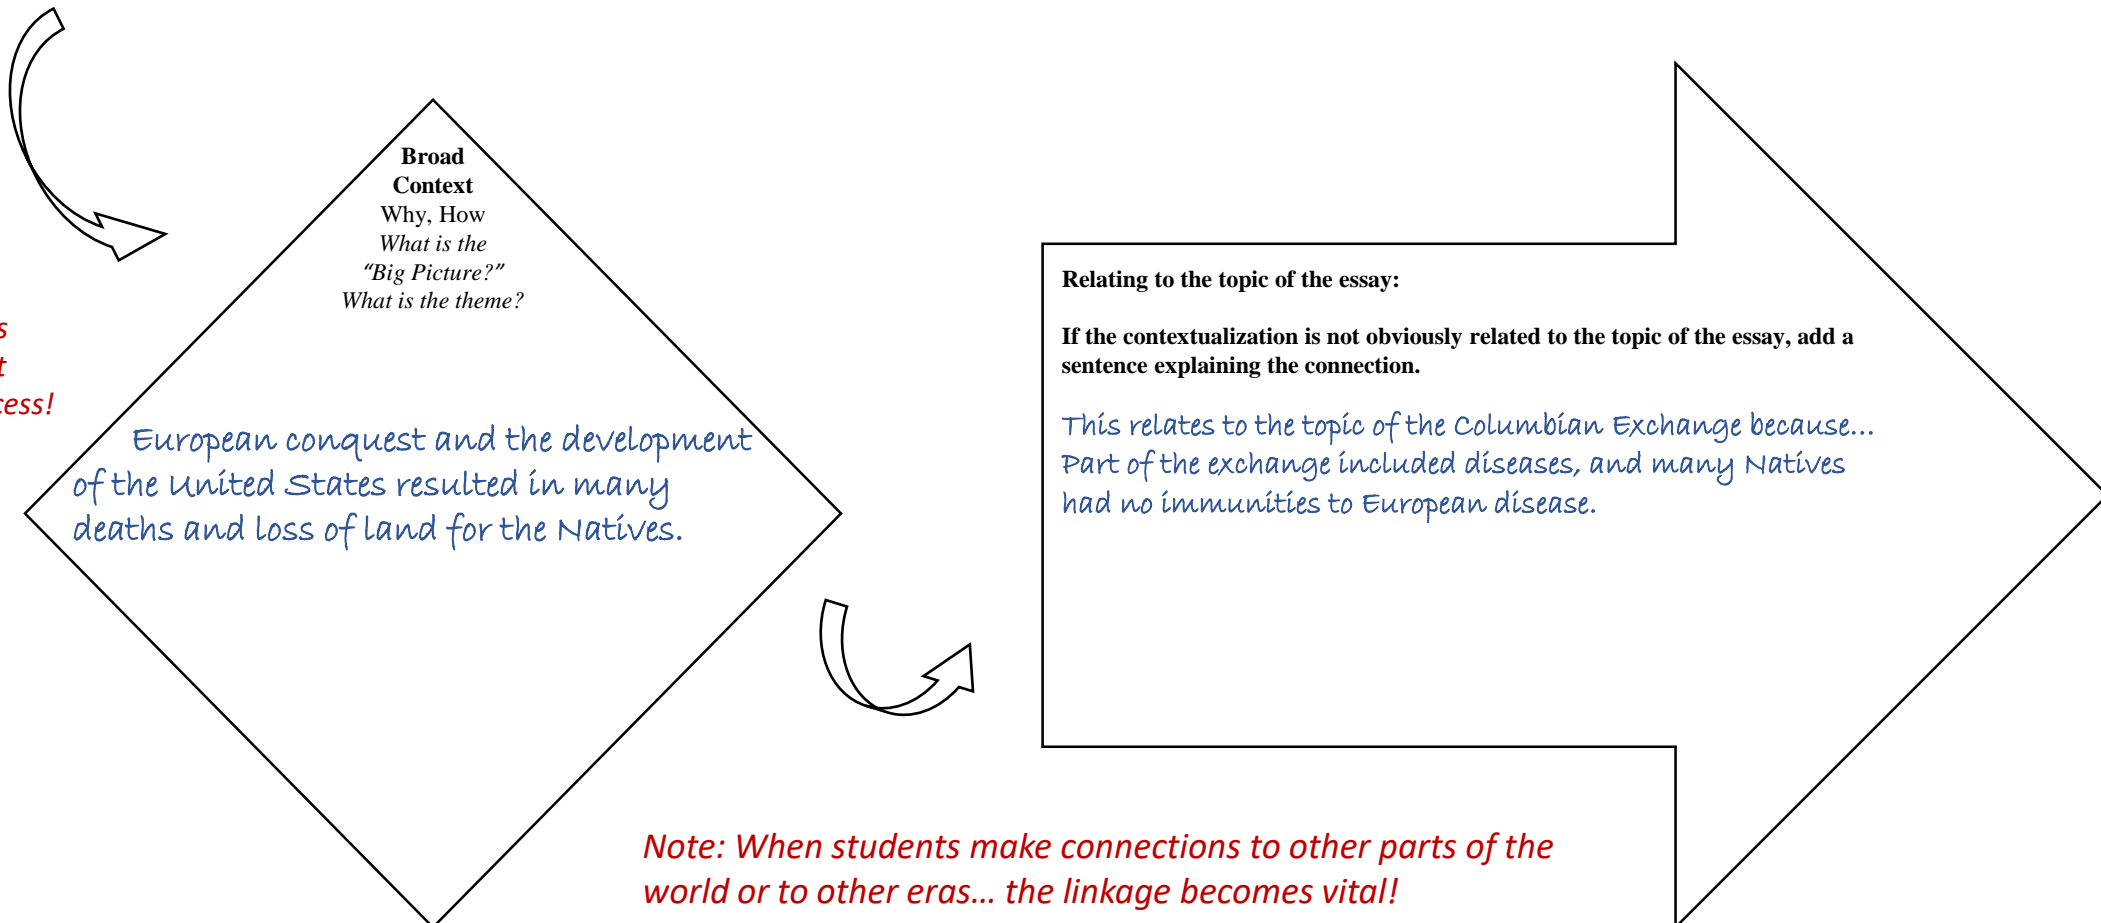 Broad
Context
Why, How
What is the
“Big Picture?”
What is the theme?
European conquest and the development
of the United States resulted in many
deaths and loss of land for the Natives.
Relating to the topic of the essay:
If the contextualization is not obviously related to the topic of the essay, add a
sentence explaining the connection.
This relates to the topic of the Columbian Exchange because…
Part of the exchange included diseases, and many Natives
had no immunities to European disease.
Note: When students make connections to other parts of the
world or to other eras… the linkage becomes vital!